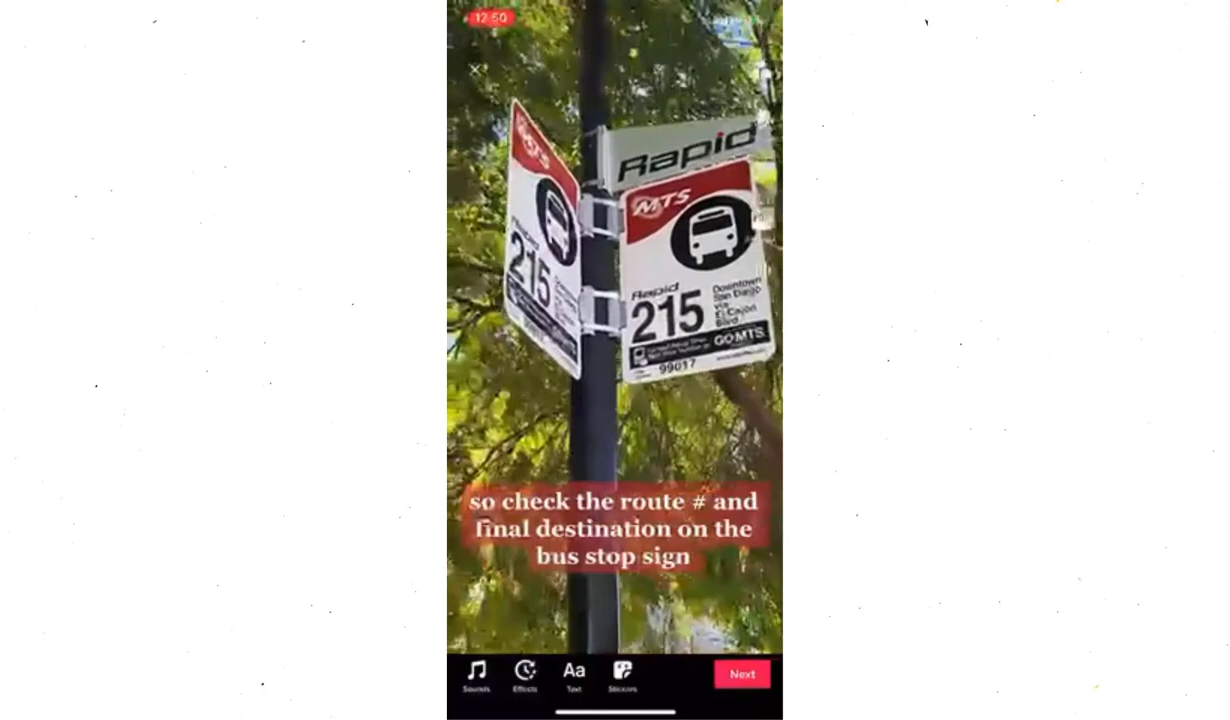 12:50
Rapid
MTS
MTS
Rapid
215
215
Downtown
San Diego
via
El Cajon
Blvd
GO MTS
99017
so check the route # and
final destination on the
bus stop sign
Sounds
Effects
Text
Stickers
Next